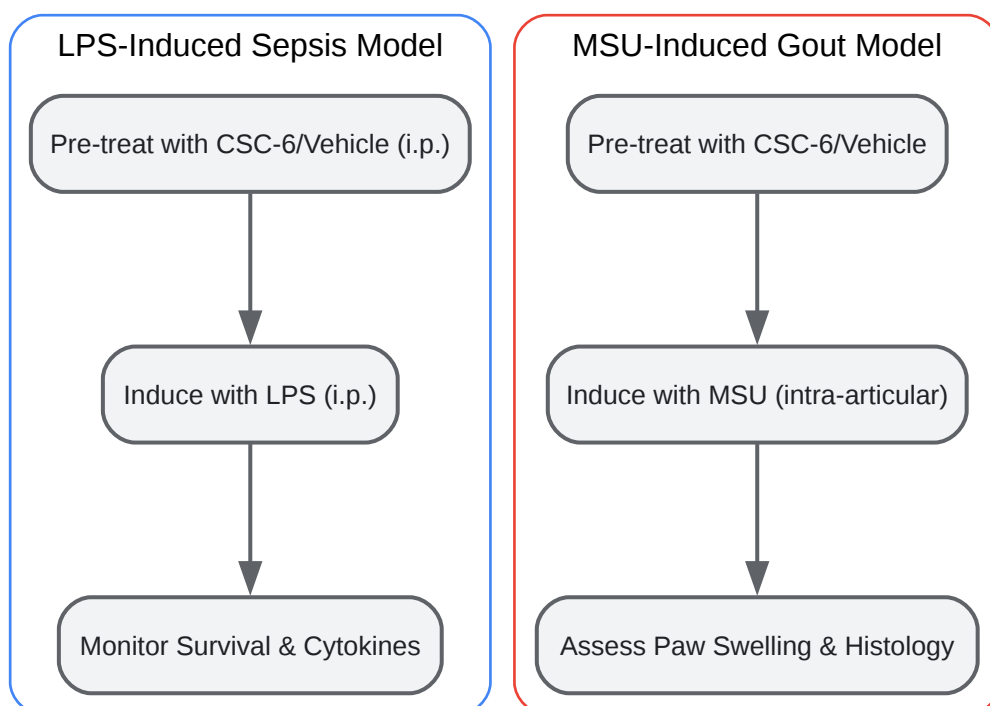 LPS-Induced Sepsis Model
Pre-treat with CSC-6/Vehicle (i.p.)
Induce with LPS (i.p.)
Monitor Survival & Cytokines
MSU-Induced Gout Model
Pre-treat with CSC-6/Vehicle
Induce with MSU (intra-articular)
Assess Paw Swelling & Histology